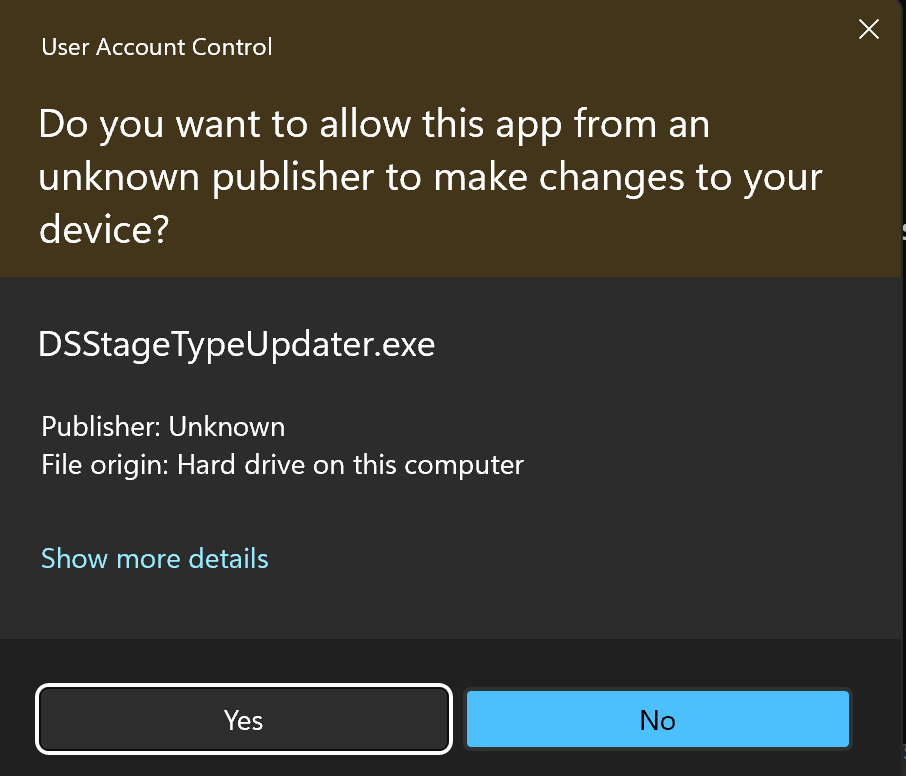 User Account Control
Do you want to allow this app from an
unknown publisher to make changes to your
device?
DSStageTypeUpdater.exe
Publisher: Unknown
File origin: Hard drive on this computer
Show more details
Yes
No